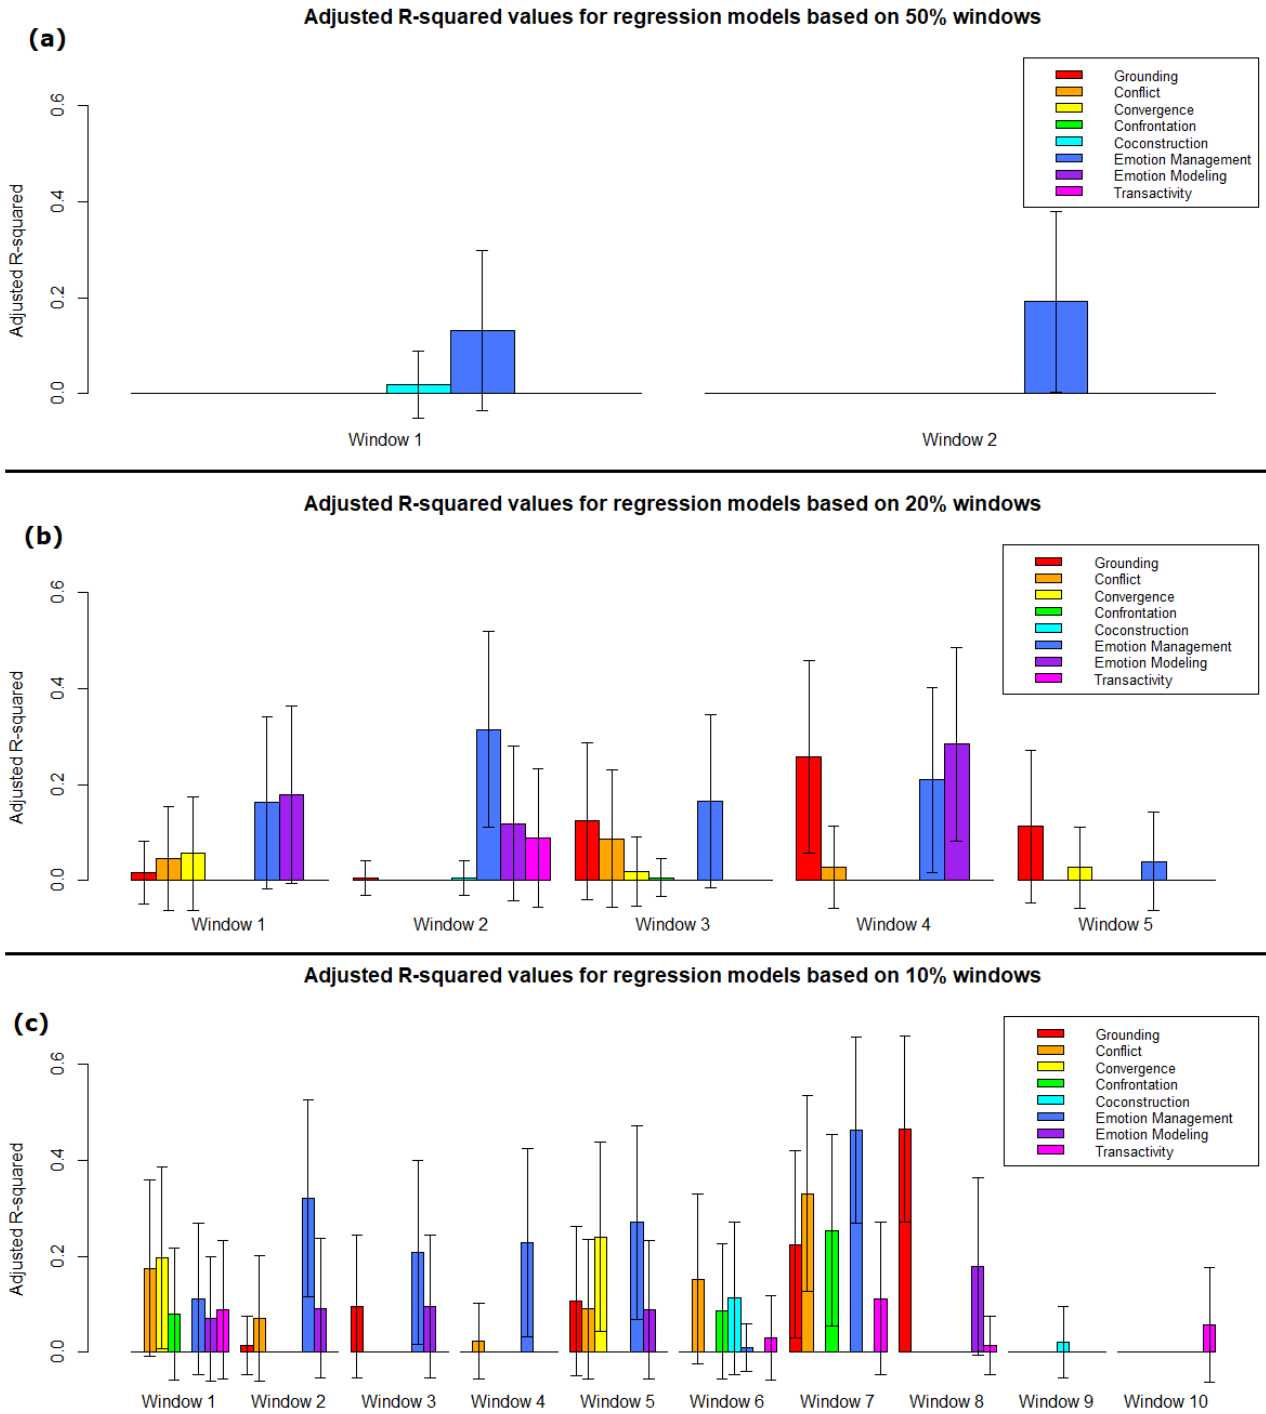 Adjusted R-squared values for regression models based on 50% windows
(a)
Adjusted R-squared
0.0
0.2
0.4
0.6
Grounding
Conflict
Convergence
Confrontation
Coconstruction
Emotion Management
Emotion Modeling
Transactivity
Window 1
Window 2
Adjusted R-squared values for regression models based on 20% windows
(b)
Adjusted R-squared
0.0
0.2
0.4
0.6
Grounding
Conflict
Convergence
Confrontation
Coconstruction
Emotion Management
Emotion Modeling
Transactivity
Window 1
Window 2
Window 3
Window 4
Window 5
Adjusted R-squared values for regression models based on 10% windows
(c)
Adjusted R-squared
0.0
0.2
0.4
0.6
Grounding
Conflict
Convergence
Confrontation
Coconstruction
Emotion Management
Emotion Modeling
Transactivity
Window 1
Window 2
Window 3
Window 4
Window 5
Window 6
Window 7
Window 8
Window 9
Window 10